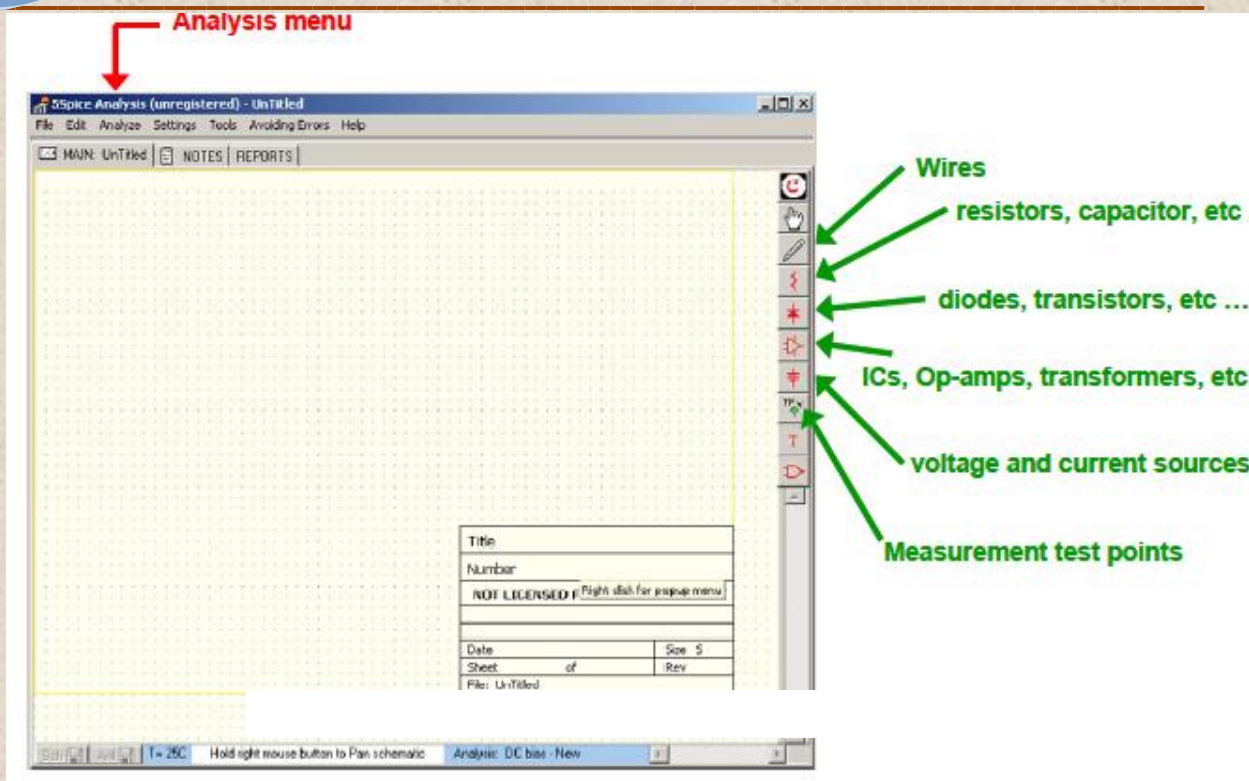 Analysis menu
5Spice Analysis (unregistered) - UnTitled
File Edit Analyze Settings Tools Avoiding Errors Help
MAIN: UnTitled NOTES REPORTS
Wires
resistors, capacitor, etc
diodes, transistors, etc ...
ICs, Op-amps, transformers, etc
TP
T
voltage and current sources
Measurement test points
Title
Number
NOT LICENSED F
Right click for popup menu
Date Size S
Sheet of Rev
File: UnTitled
T= 25C Hold right mouse button to Pan schematic Analysis: DC bias - New